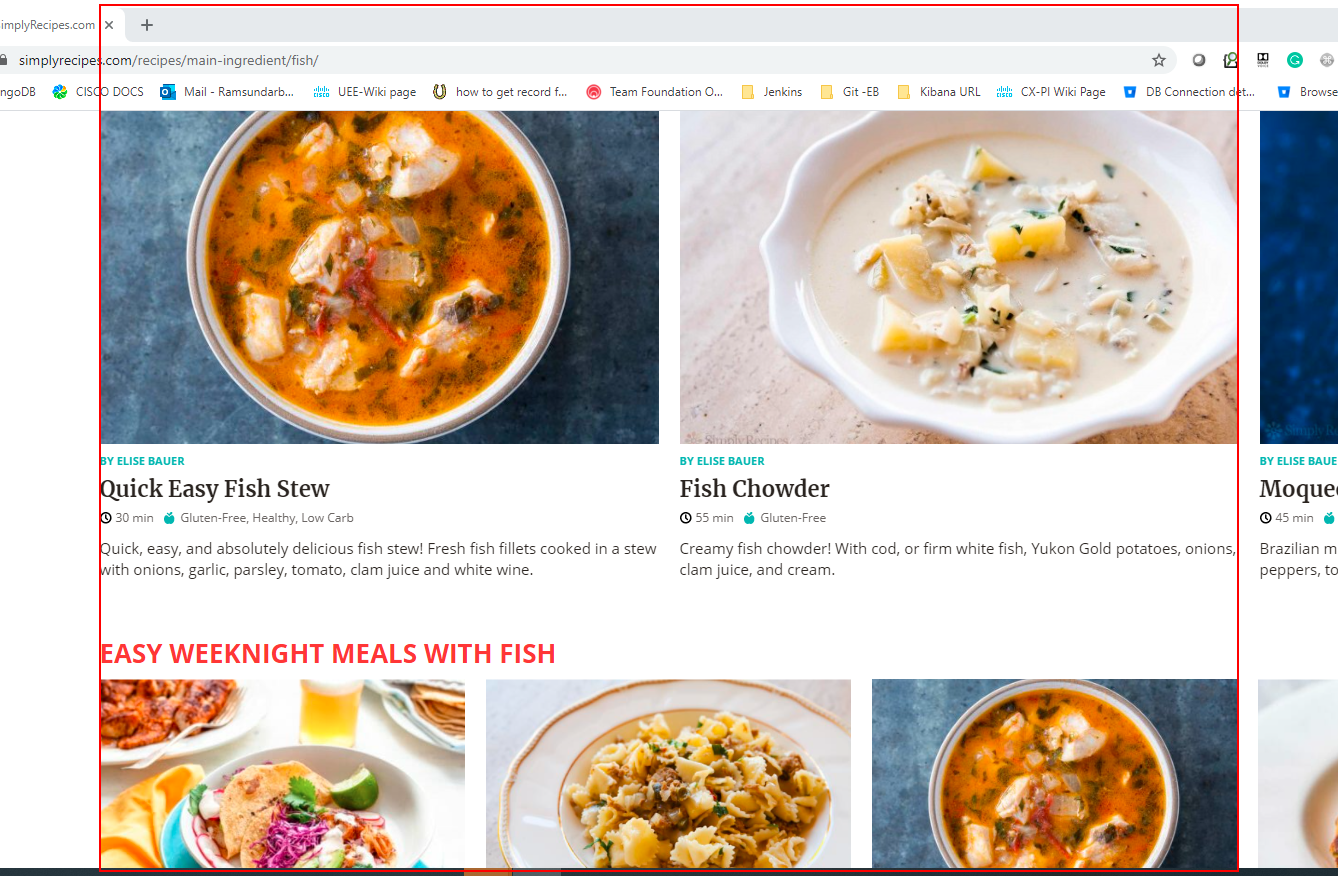 implyRecipes.com
simplyrecipes.com/recipes/main-ingredient/fish/
ngoDB CISCO DOCS Mail - Ramsundarb... UEE-Wiki page how to get record f... Team Foundation O... Jenkins Git -EB Kibana URL CX-PI Wiki Page DB Connection det... Browse
Simply Recipes
BY ELISE BAUER
Quick Easy Fish Stew
30 min Gluten-Free, Healthy, Low Carb
Quick, easy, and absolutely delicious fish stew! Fresh fish fillets cooked in a stew
with onions, garlic, parsley, tomato, clam juice and white wine.
BY ELISE BAUER
Fish Chowder
55 min Gluten-Free
Creamy fish chowder! With cod, or firm white fish, Yukon Gold potatoes, onions,
clam juice, and cream.
BY ELISE BAUE
Moque
45 min
Brazilian m
peppers, to
EASY WEEKNIGHT MEALS WITH FISH